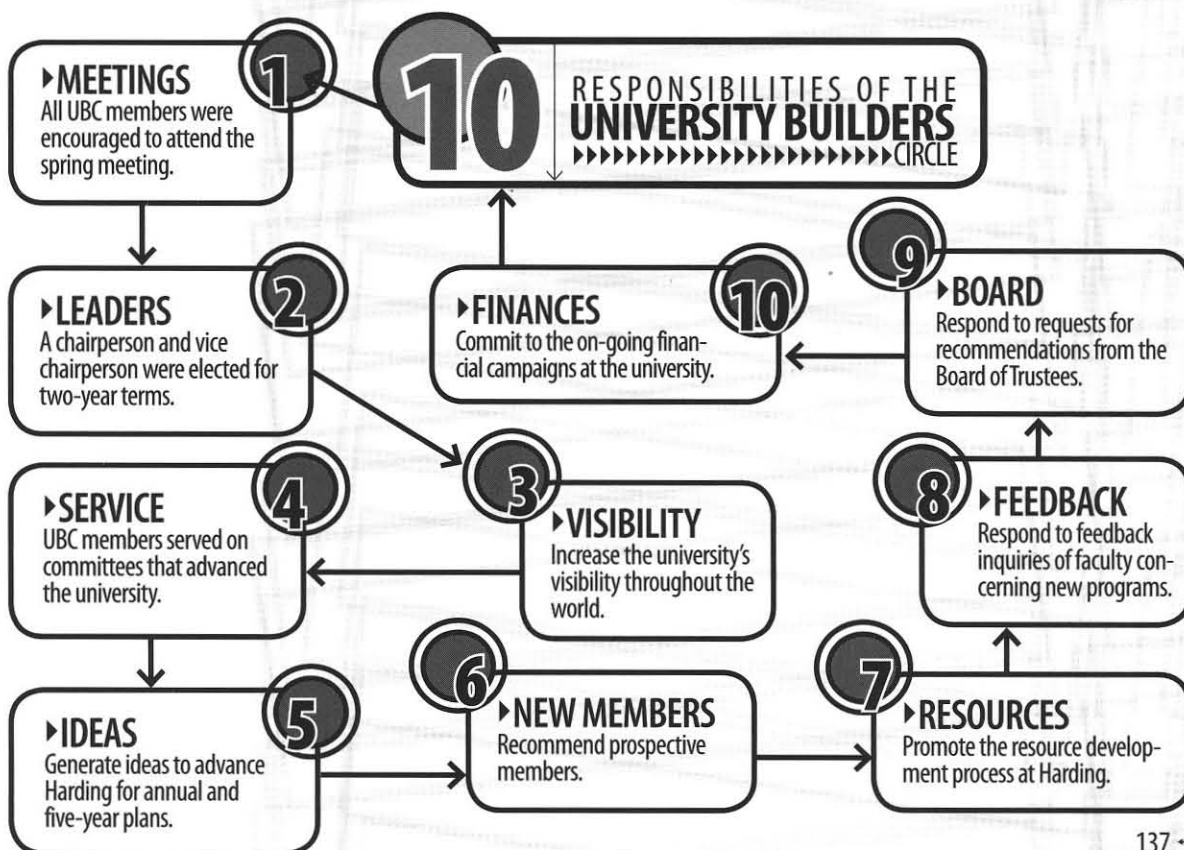 10
RESPONSIBILITIES OF THE
UNIVERSITY BUILDERS
CIRCLE
1
MEETINGS
All UBC members were
encouraged to attend the
spring meeting.
2
LEADERS
A chairperson and vice
chairperson were elected for
two-year terms.
3
VISIBILITY
Increase the university's
visibility throughout the
world.
4
SERVICE
UBC members served on
committees that advanced
the university.
5
IDEAS
Generate ideas to advance
Harding for annual and
five-year plans.
6
NEW MEMBERS
Recommend prospective
members.
7
RESOURCES
Promote the resource develop-
ment process at Harding.
8
FEEDBACK
Respond to feedback
inquiries of faculty con-
cerning new programs.
9
BOARD
Respond to requests for
recommendations from the
Board of Trustees.
10
FINANCES
Commit to the on-going finan-
cial campaigns at the university.
137